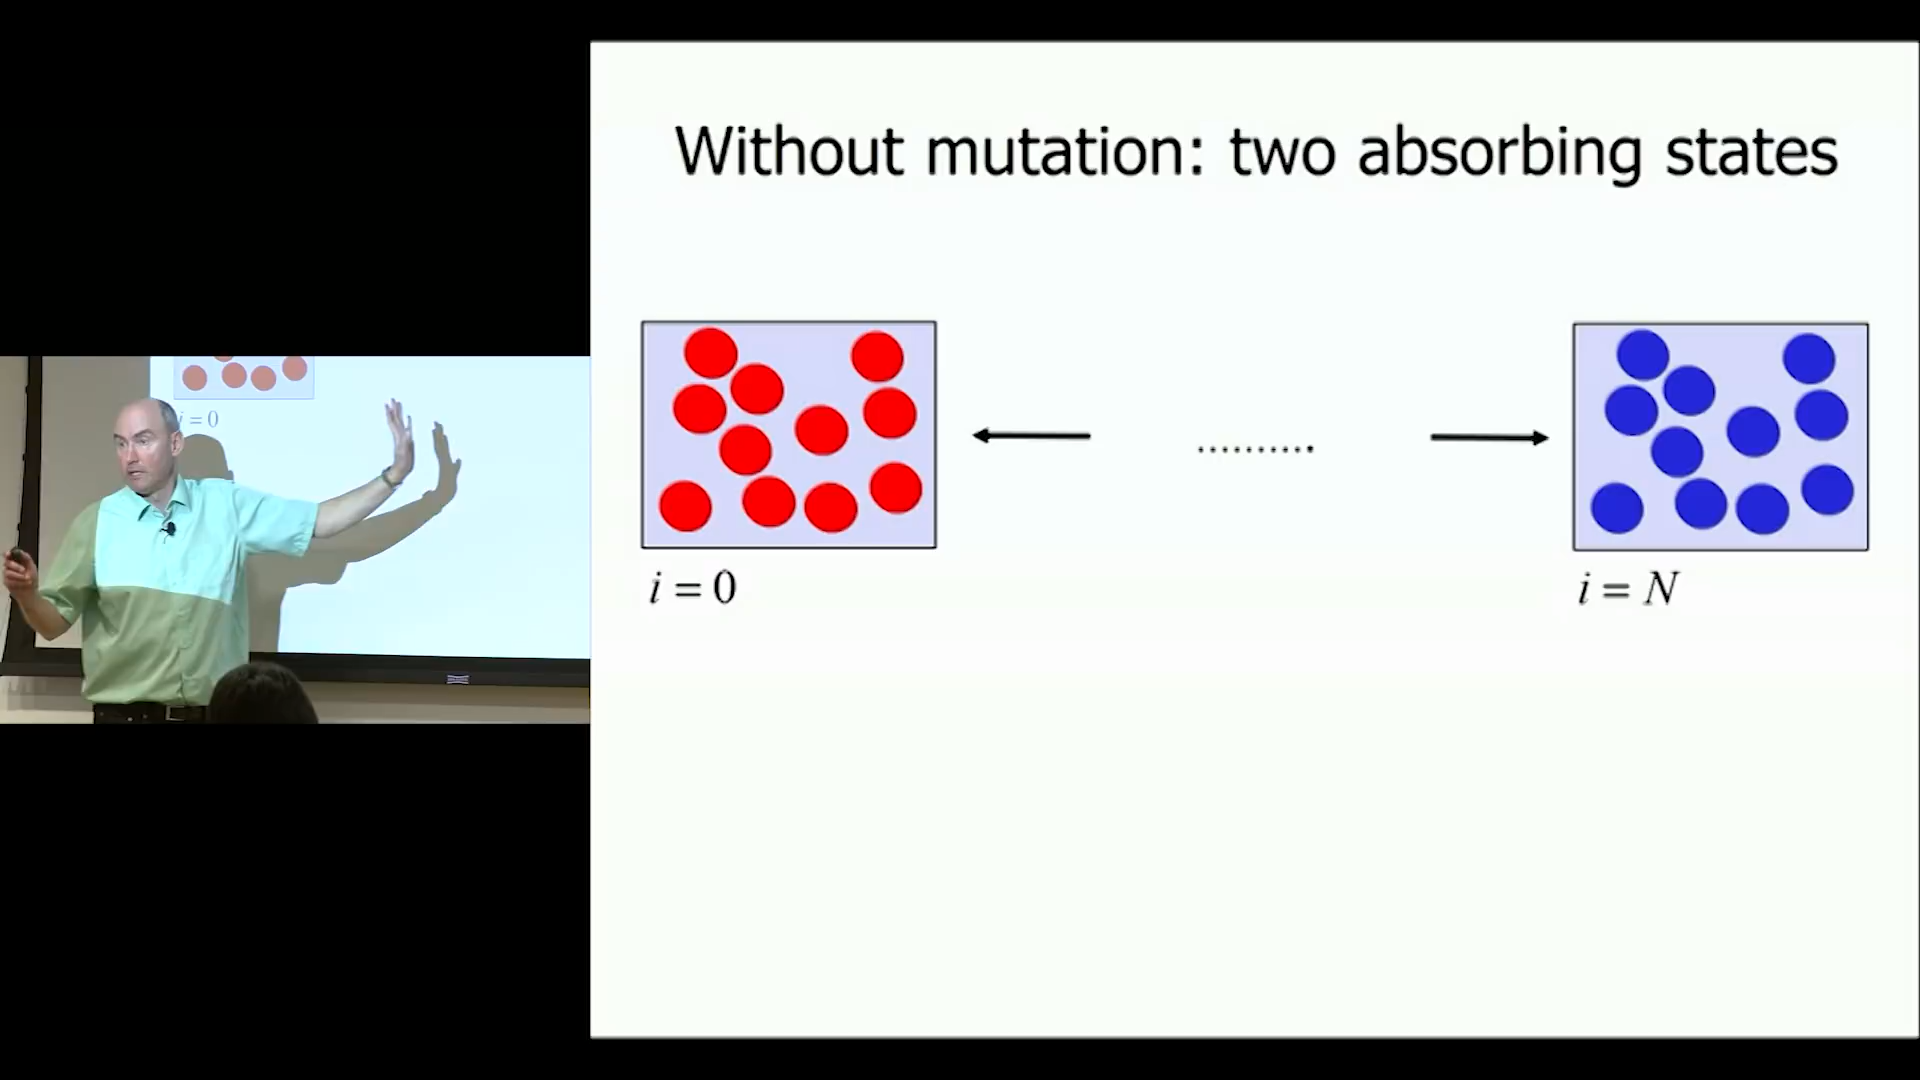 Without mutation: two absorbing states
i = 0
i = N
i = 0